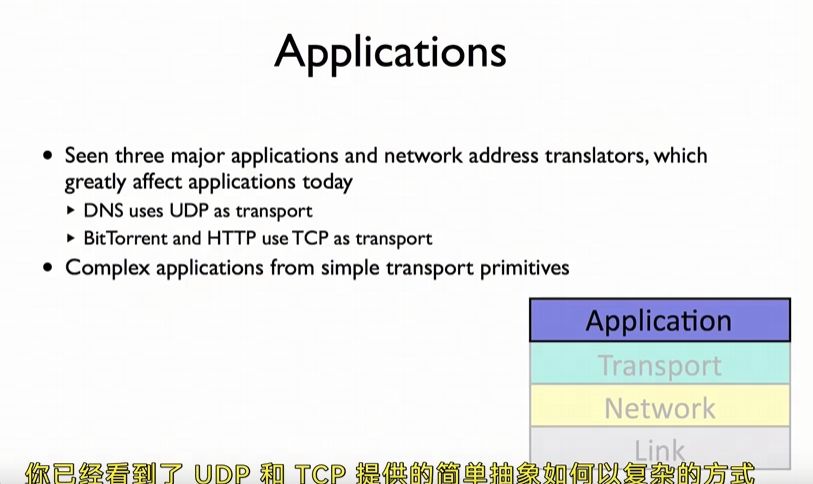 Applications
• Seen three major applications and network address translators, which
greatly affect applications today
▸ DNS uses UDP as transport
▸ BitTorrent and HTTP use TCP as transport
• Complex applications from simple transport primitives
Application
Transport
Network
Link
你已经看到了 UDP 和 TCP 提供的简单抽象如何以复杂的方式